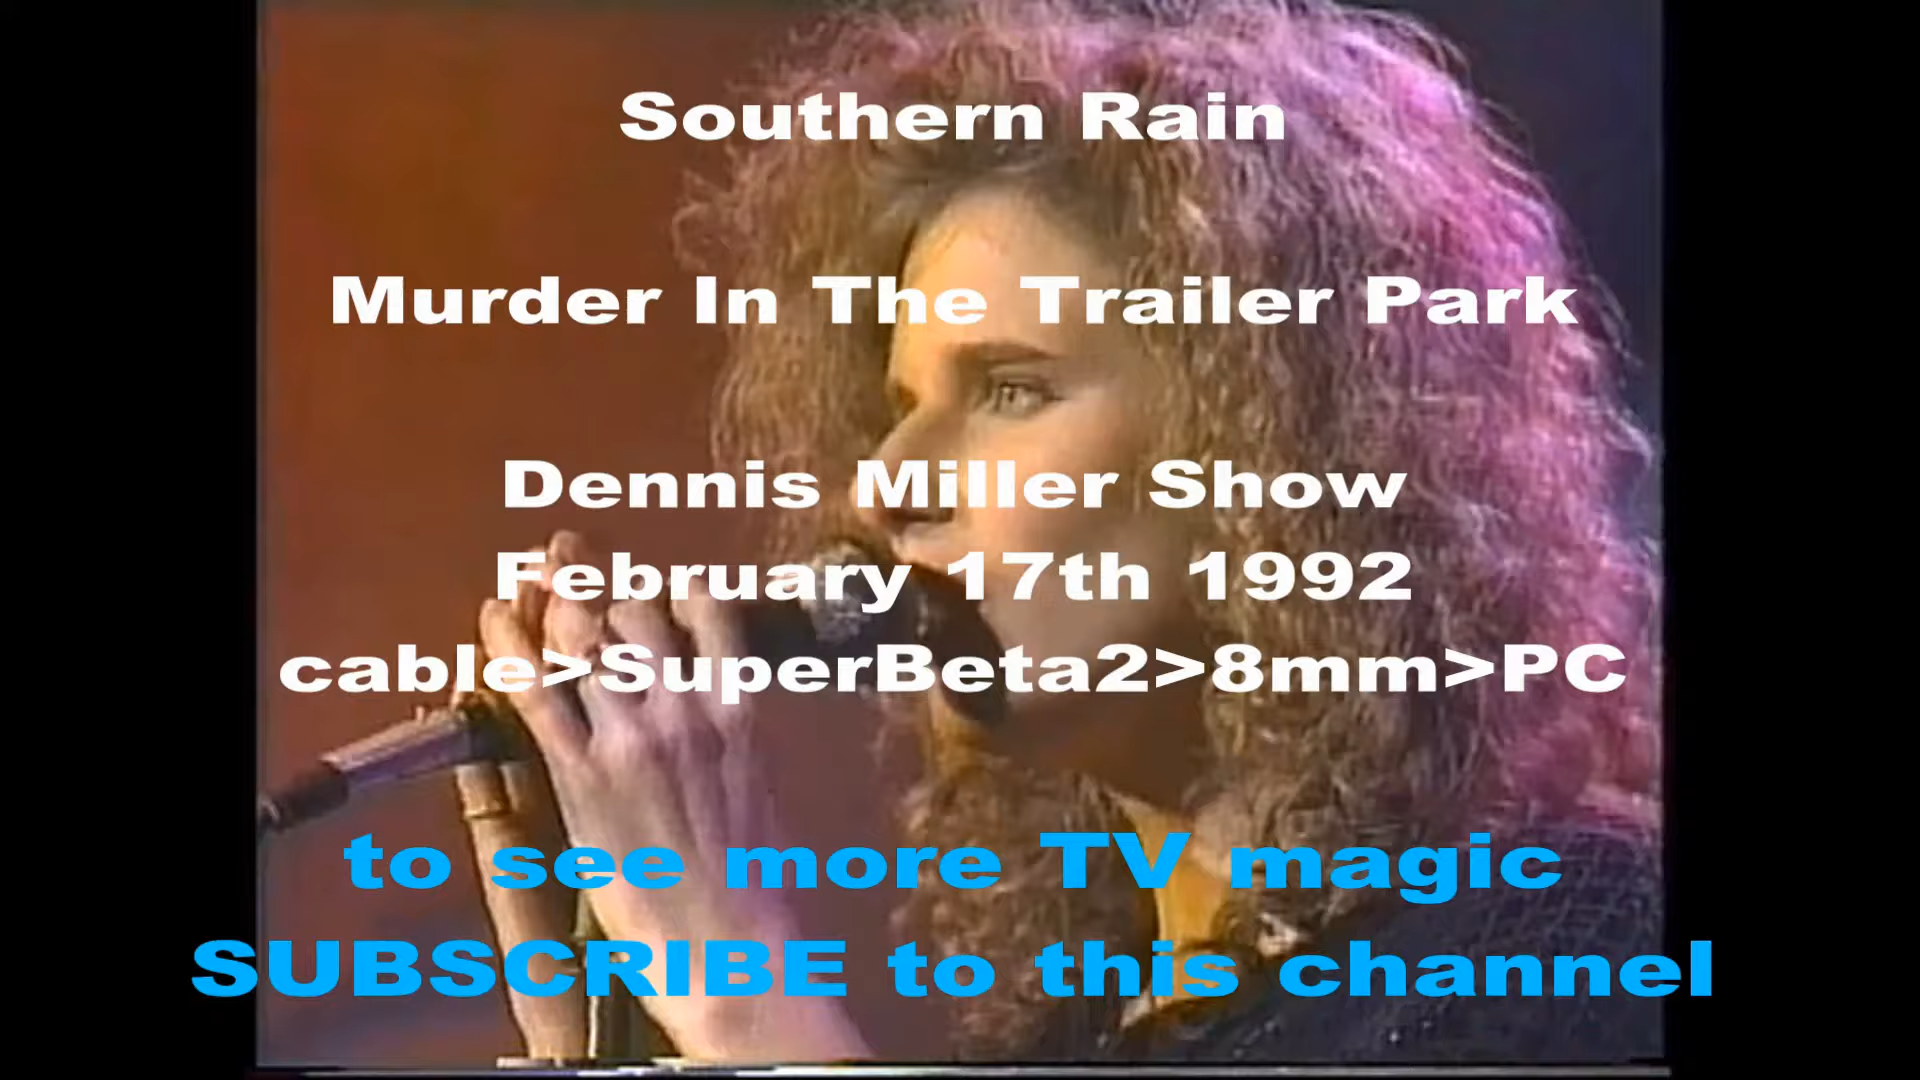 Southern Rain
Murder In The Trailer Park
Dennis Miller Show
February 17th 1992
cable>SuperBeta2>8mm>PC
to see more TV magic
SUBSCRIBE to this channel